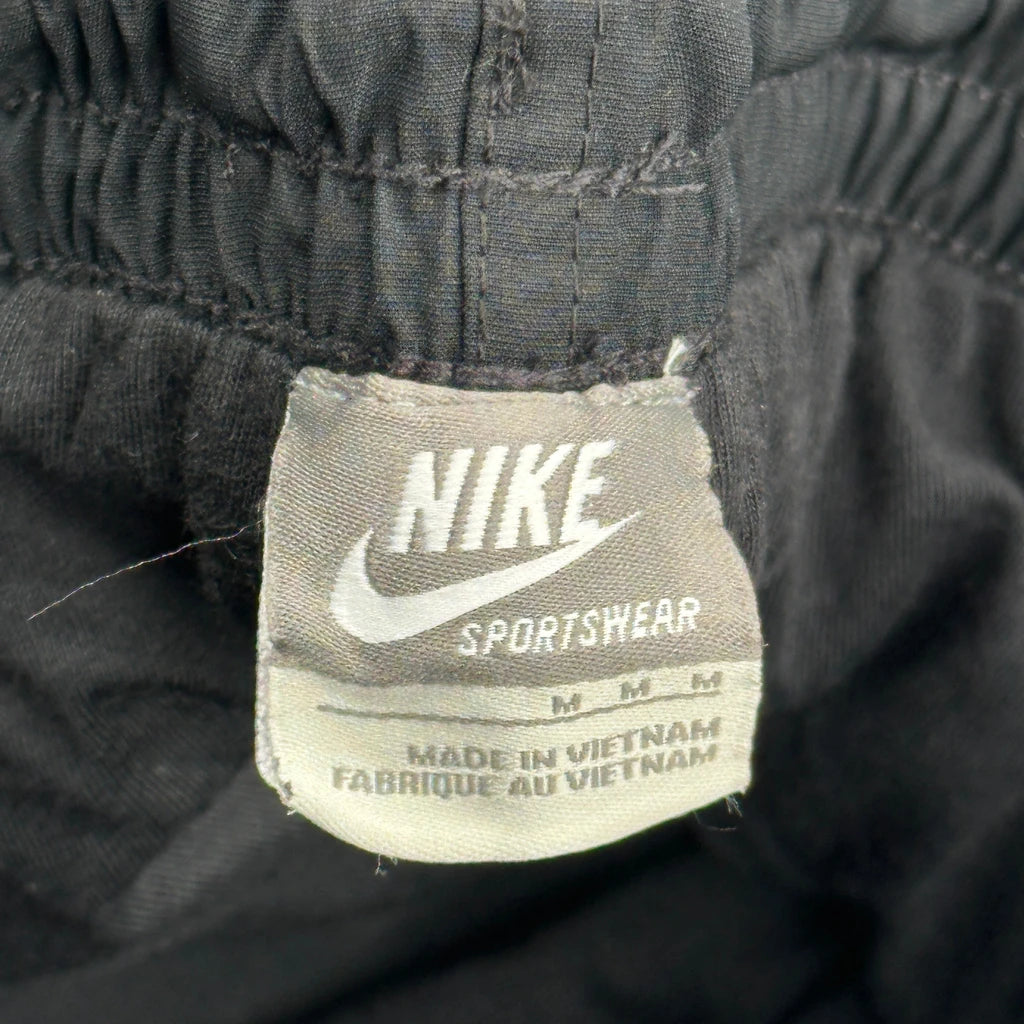 NIKE
SPORTSWEAR
M M M
MADE IN VIETNAM
FABRIQUE AU VIETNAM